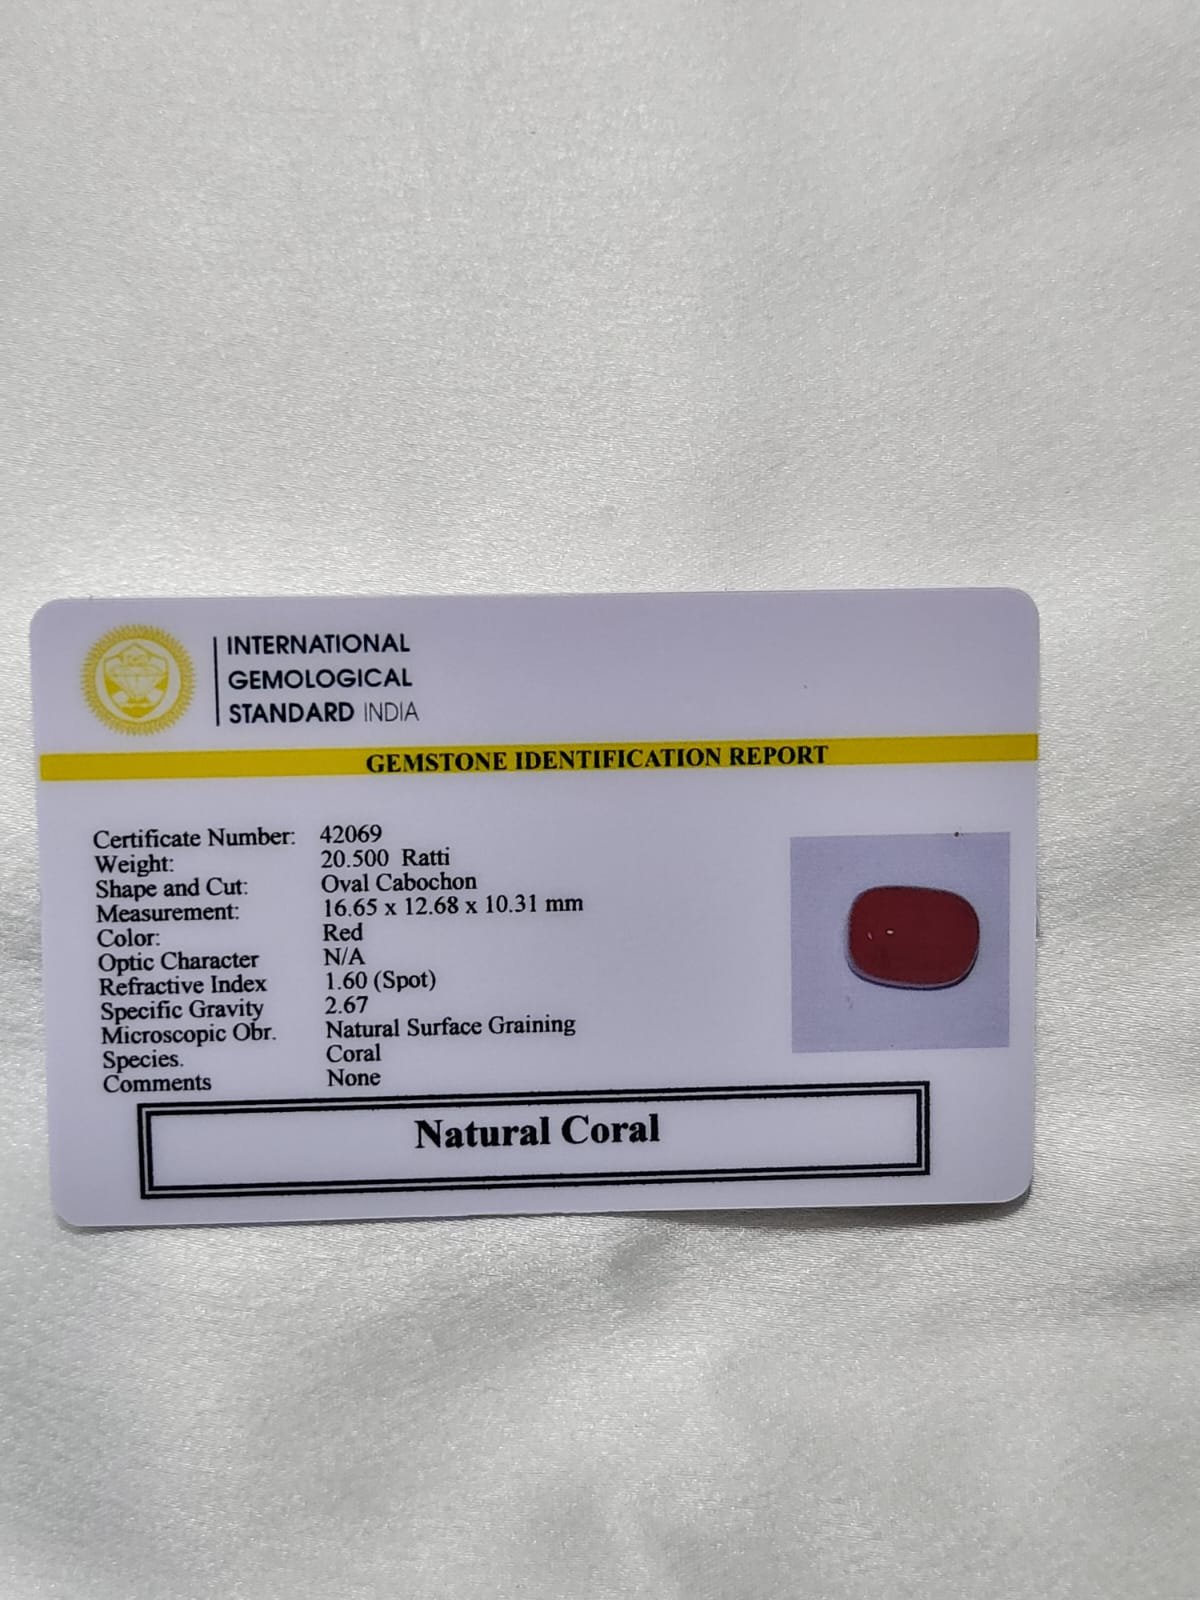 INTERNATIONAL
GEMOLOGICAL
STANDARD INDIA
GEMSTONE IDENTIFICATION REPORT
Certificate Number: 42069
Weight: 20.500 Ratti
Shape and Cut: Oval Cabochon
Measurement: 16.65 x 12.68 x 10.31 mm
Color: Red
Optic Character N/A
Refractive Index 1.60 (Spot)
Specific Gravity 2.67
Microscopic Obr. Natural Surface Graining
Species. Coral
Comments None
Natural Coral